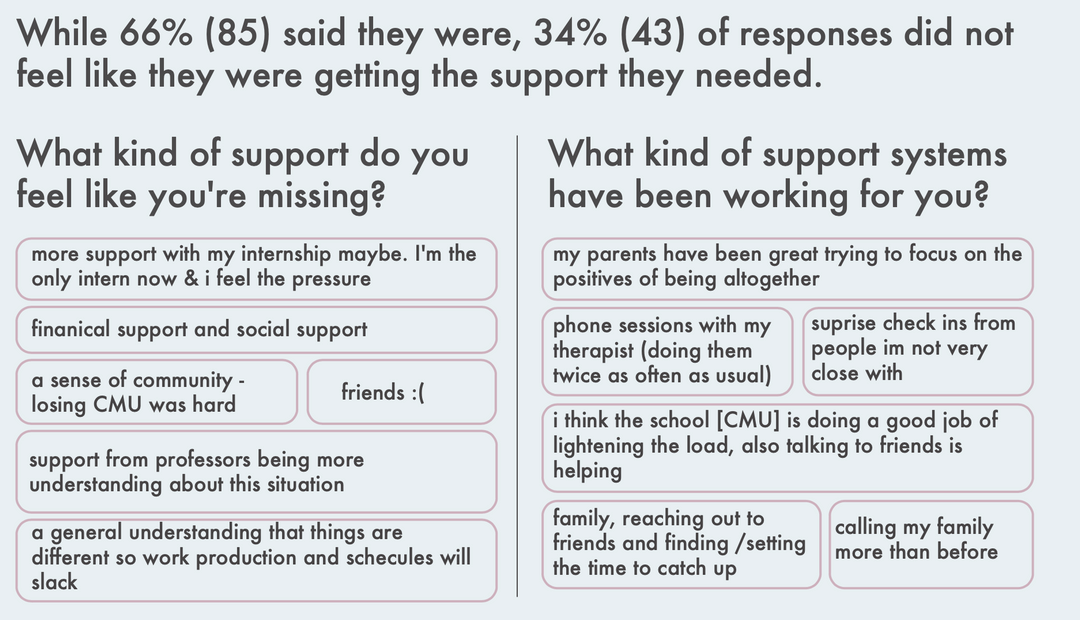 While 66% (85) said they were, 34% (43) of responses did not
feel like they were getting the support they needed.
What kind of support do you
feel like you're missing?
more support with my internship maybe. I'm the
only intern now & i feel the pressure
finanical support and social support
a sense of community -
losing CMU was hard
friends :(
support from professors being more
understanding about this situation
a general understanding that things are
different so work production and schecules will
slack
What kind of support systems
have been working for you?
my parents have been great trying to focus on the
positives of being altogether
phone sessions with my
therapist (doing them
twice as often as usual)
suprise check ins from
people im not very
close with
i think the school [CMU] is doing a good job of
lightening the load, also talking to friends is
helping
family, reaching out to
friends and finding /setting
the time to catch up
calling my family
more than before